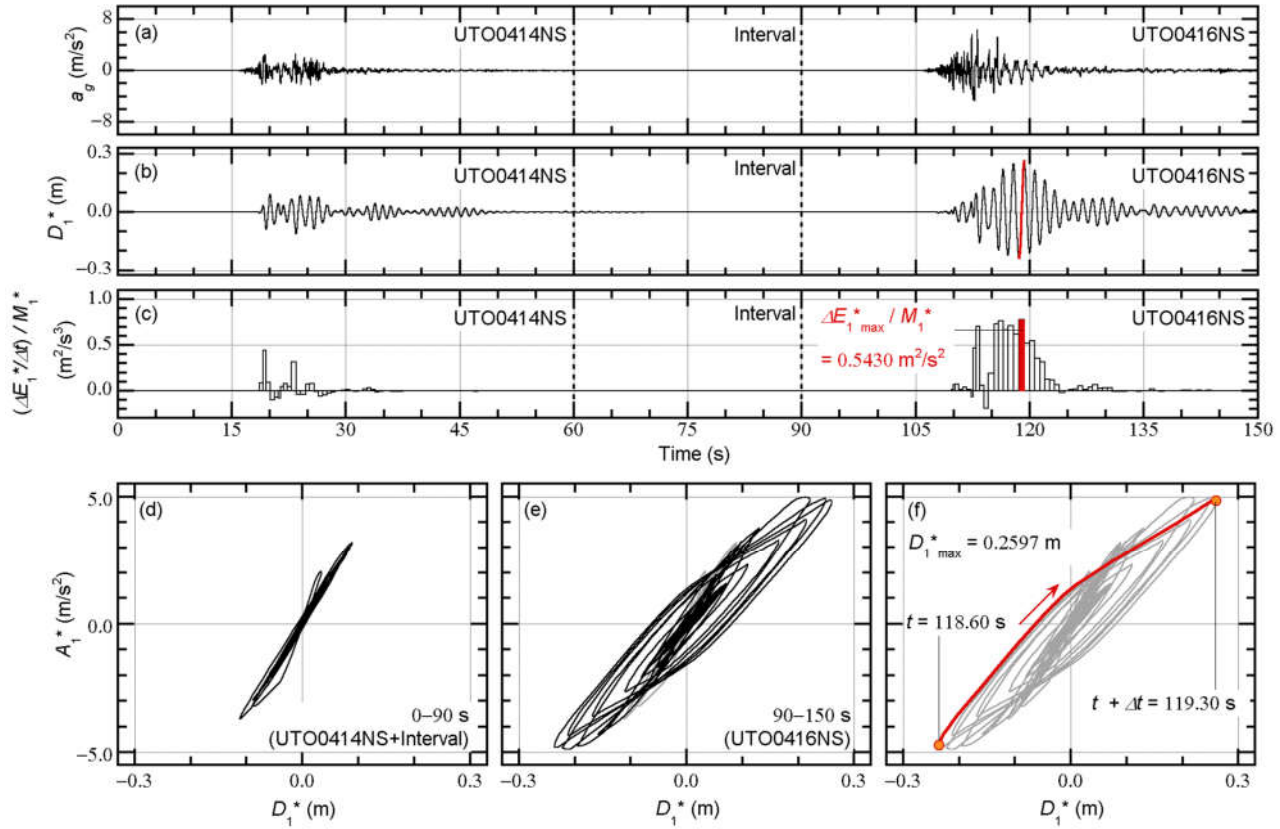 (a)
UTO0414NS
Interval
UTO0416NS
a_g (m/s²)
8
0
−8
(b)
UTO0414NS
Interval
UTO0416NS
D₁* (m)
0.3
0.0
−0.3
(c)
UTO0414NS
Interval
UTO0416NS
(ΔE₁*/Δt) / M₁*
(m²/s³)
1.0
0.5
0.0
ΔE₁*max / M₁*
= 0.5430 m²/s²
0 15 30 45 60 75 90 105 120 135 150
Time (s)
(d)
A₁* (m/s²)
5.0
0.0
−5.0
0−90 s
(UTO0414NS+Interval)
−0.3 0.0 0.3
D₁* (m)
(e)
90−150 s
(UTO0416NS)
−0.3 0.0 0.3
D₁* (m)
(f)
D₁*max = 0.2597 m
t = 118.60 s
t + Δt = 119.30 s
−0.3 0.0 0.3
D₁* (m)